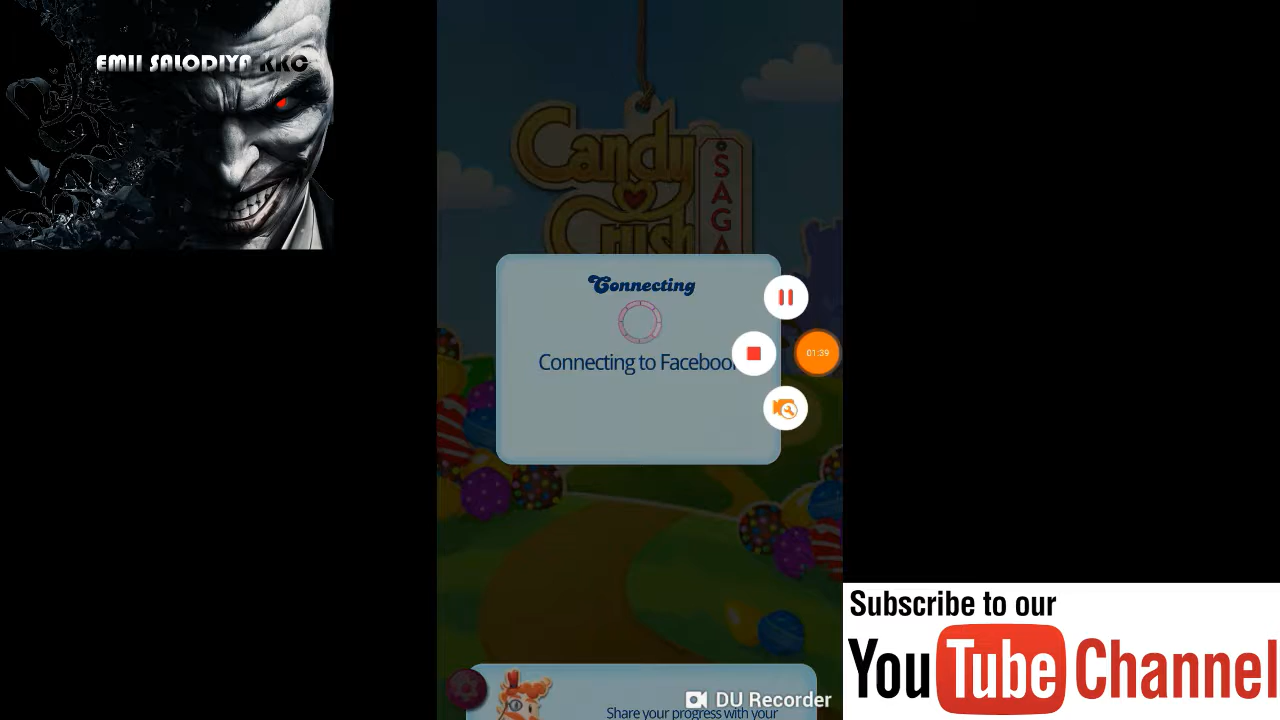 EMII SALODIYA KKC
Candy
Crush
SAGA
Connecting
Connecting to Facebook
01:39
Share your progress with your
DU Recorder
Subscribe to our
YouTube Channel